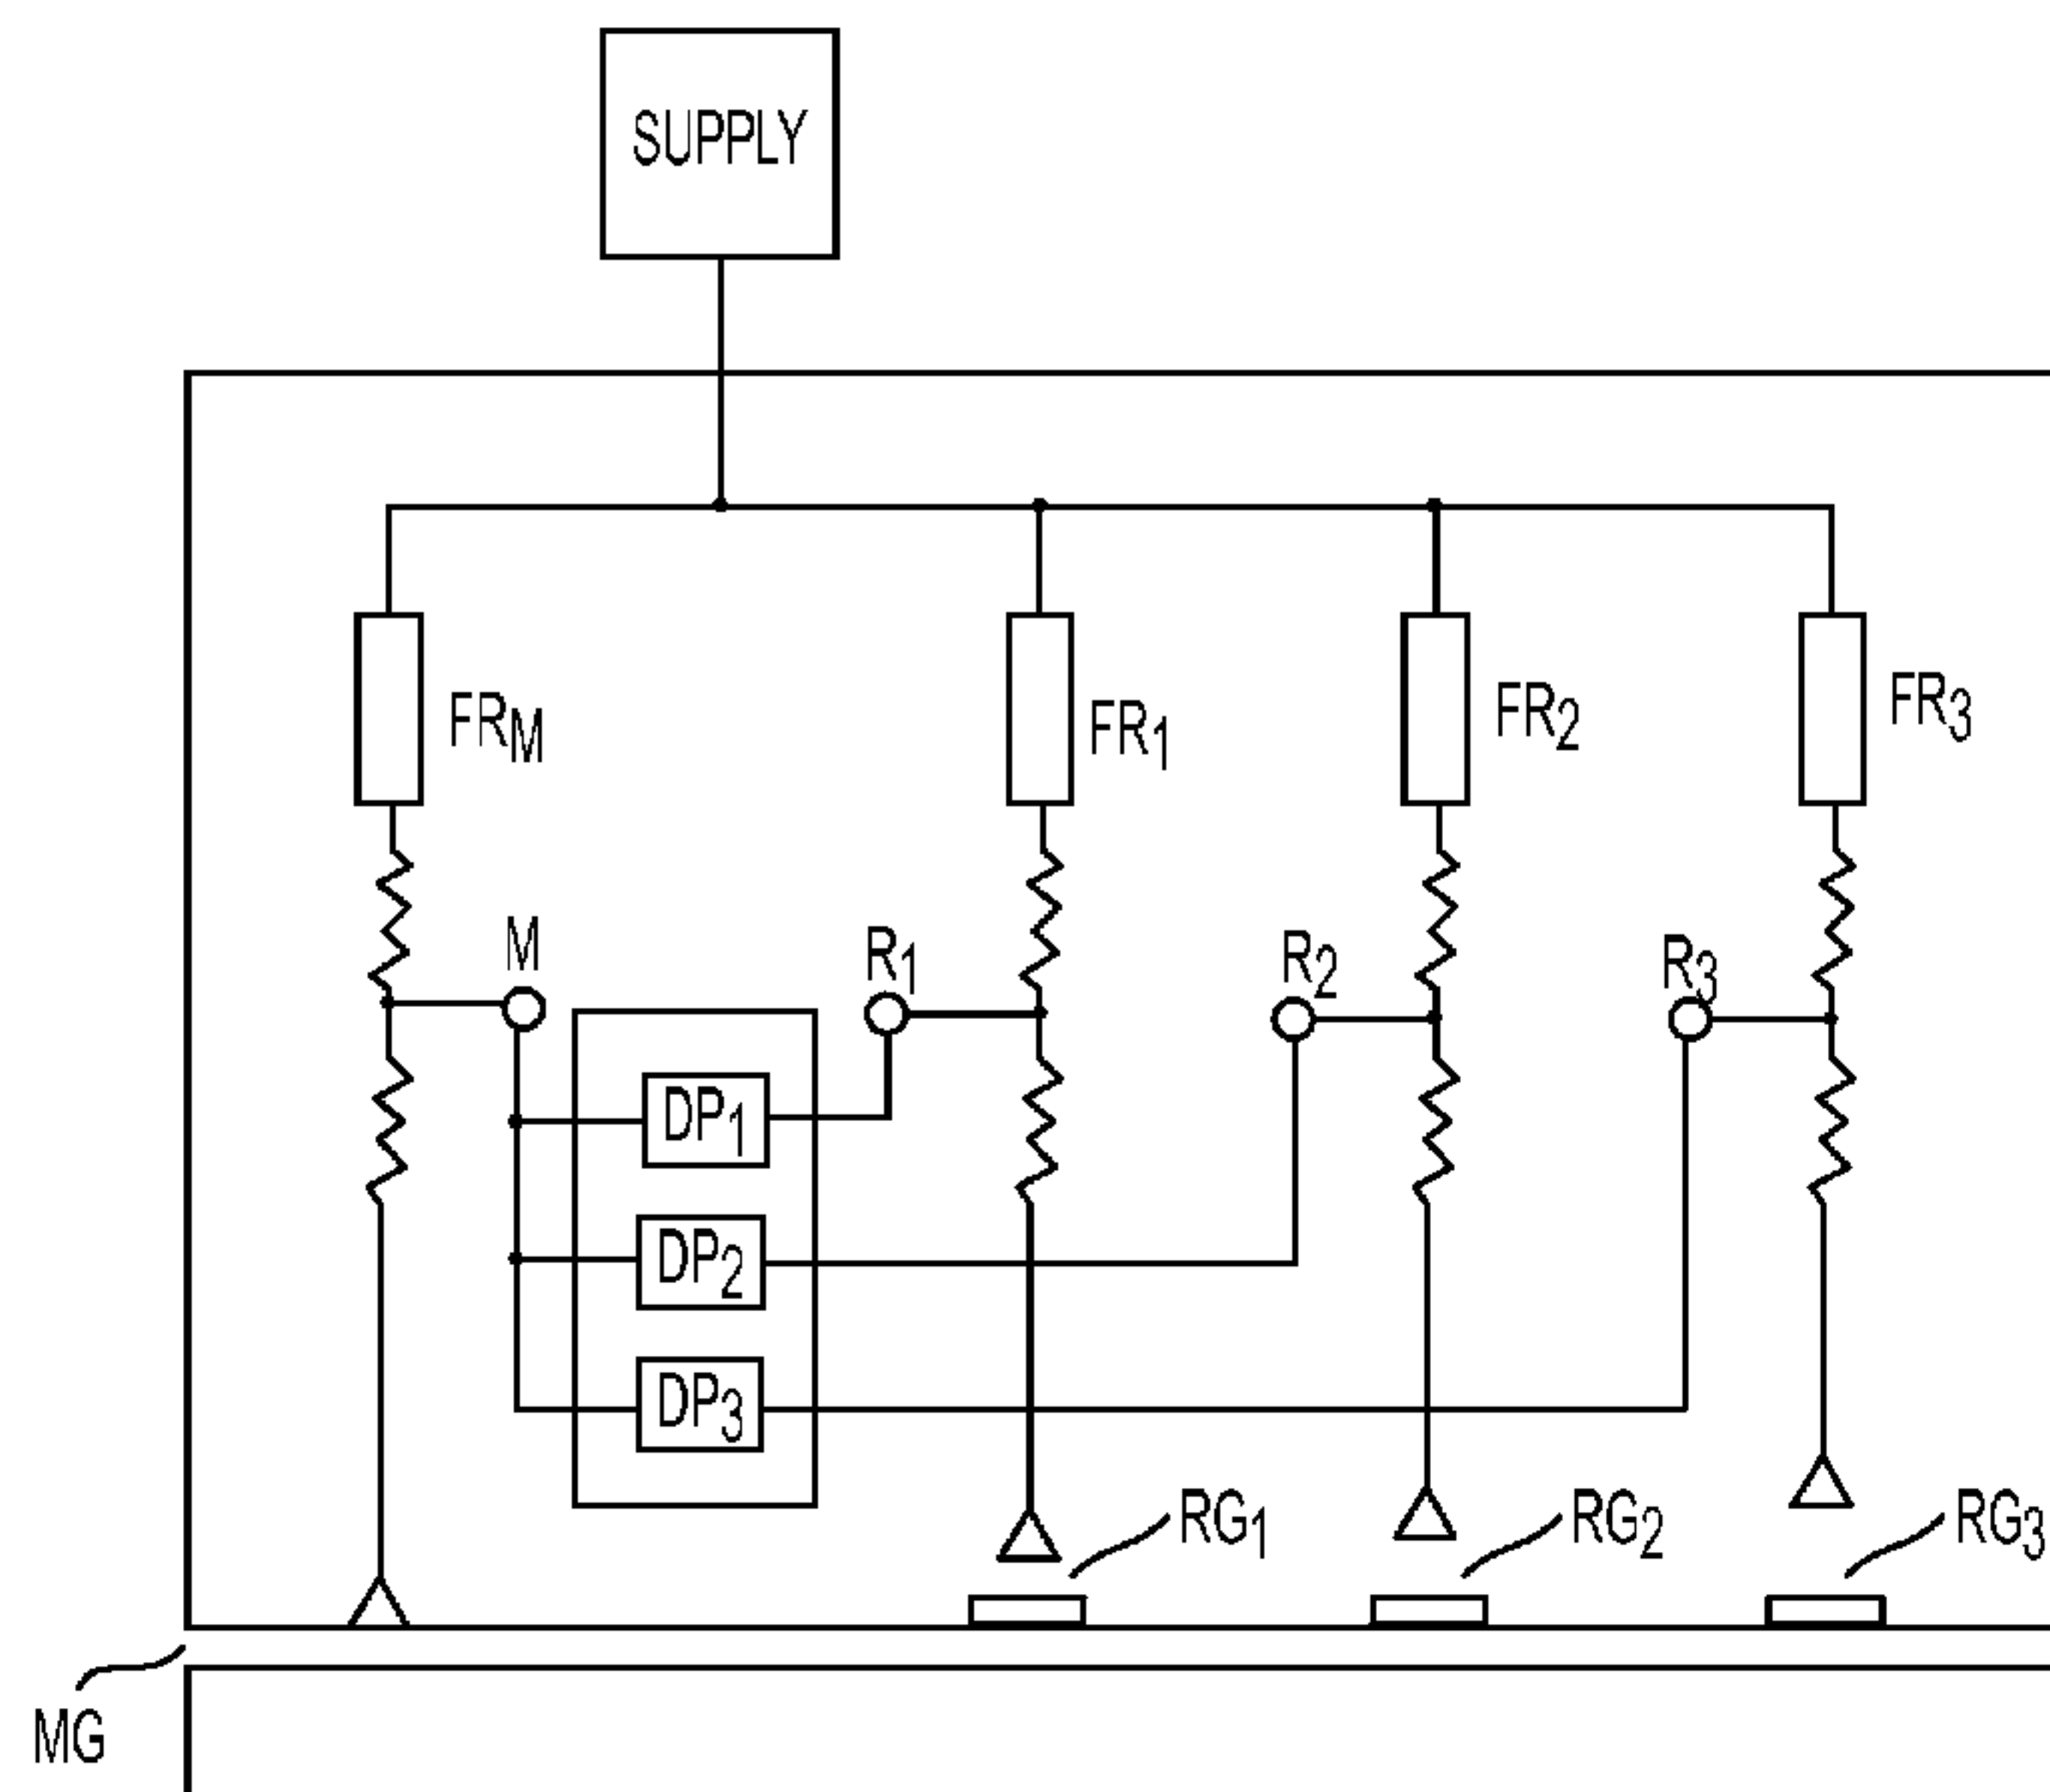 SUPPLY
FRM
FR1
FR2
FR3
M
R1
R2
R3
DP1
DP2
DP3
RG1
RG2
RG3
MG